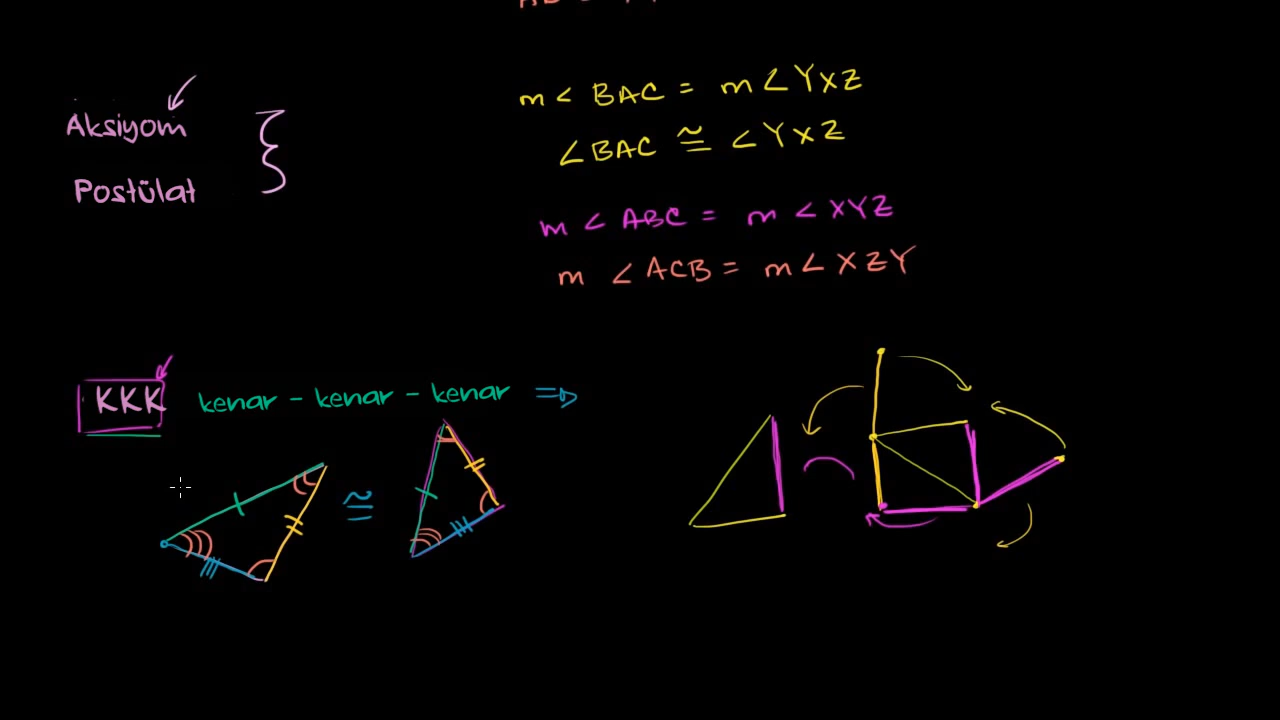 m∠BAC = m∠YXZ
∠BAC ≅ ∠YXZ
Aksiyom
Postülat
m∠ABC = m∠XYZ
m∠ACB = m∠XZY
KKK kenar - kenar - kenar ⇒
≅